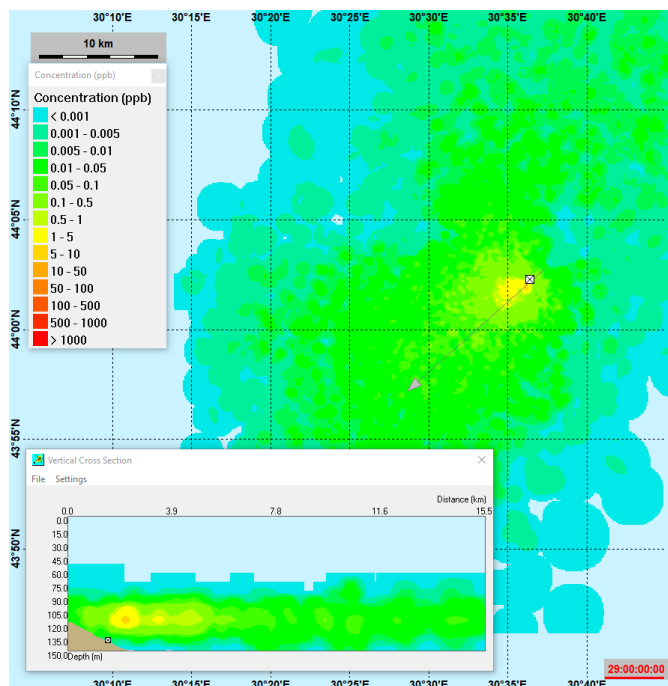 30°10'E 30°15'E 30°20'E 30°25'E 30°30'E 30°35'E 30°40'E
10 km
Concentration (ppb)
Concentration (ppb)
< 0.001
0.001 - 0.005
0.005 - 0.01
0.01 - 0.05
0.05 - 0.1
0.1 - 0.5
0.5 - 1
1 - 5
5 - 10
10 - 50
50 - 100
100 - 500
500 - 1000
> 1000
44°10'N
44°05'N
44°00'N
43°55'N
43°50'N
Vertical Cross Section
File Settings
Distance (km)
0.0 3.9 7.8 11.6 15.5
0.0
15.0
30.0
45.0
60.0
75.0
90.0
105.0
120.0
135.0
150.0
Depth (m)
29:00:00:00
30°10'E 30°15'E 30°20'E 30°25'E 30°30'E 30°35'E 30°40'E